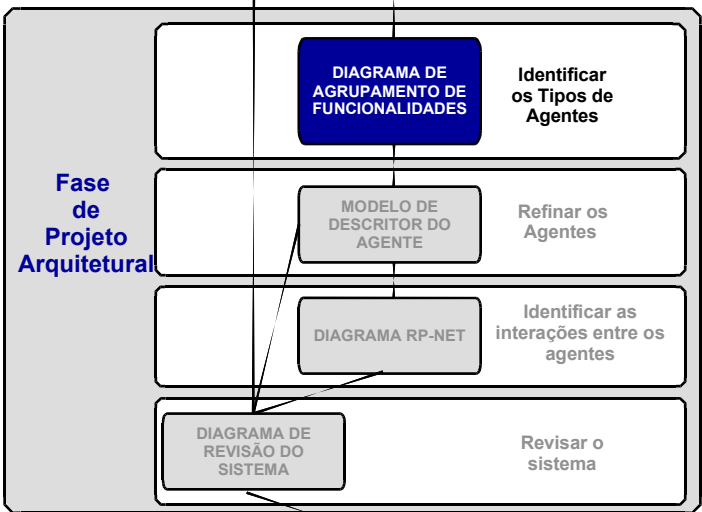 Fase
de
Projeto
Arquitetural
DIAGRAMA DE
AGRUPAMENTO DE
FUNCIONALIDADES
Identificar
os Tipos de
Agentes
MODELO DE
DESCRITOR DO
AGENTE
Refinar os
Agentes
DIAGRAMA RP-NET
Identificar as
interações entre os
agentes
DIAGRAMA DE
REVISÃO DO
SISTEMA
Revisar o
sistema